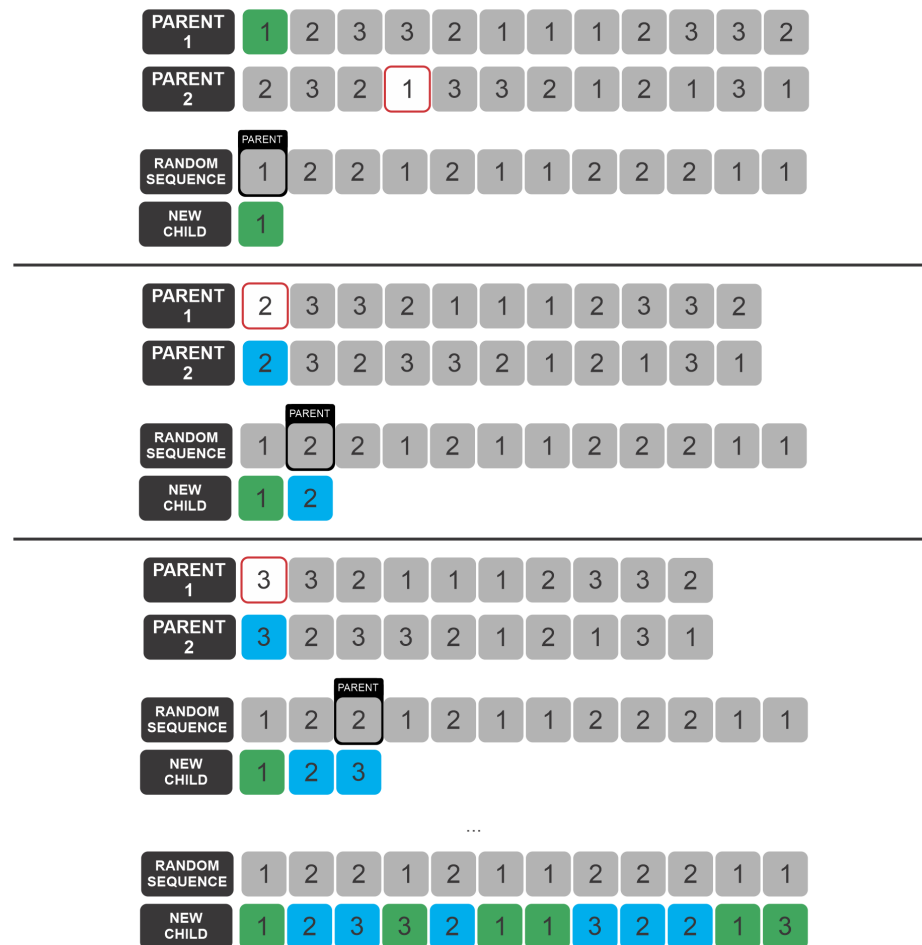 PARENT 1 1 2 3 3 2 1 1 1 2 3 3 2
PARENT 2 2 3 2 1 3 3 2 1 2 1 3 1
PARENT
RANDOM SEQUENCE 1 2 2 1 2 1 1 2 2 2 1 1
NEW CHILD 1
PARENT 1 2 3 3 2 1 1 1 2 3 3 2
PARENT 2 2 3 2 3 3 2 1 2 1 3 1
PARENT
RANDOM SEQUENCE 1 2 2 1 2 1 1 2 2 2 1 1
NEW CHILD 1 2
PARENT 1 3 3 2 1 1 1 2 3 3 2
PARENT 2 3 2 3 3 2 1 2 1 3 1
PARENT
RANDOM SEQUENCE 1 2 2 1 2 1 1 2 2 2 1 1
NEW CHILD 1 2 3
...
RANDOM SEQUENCE 1 2 2 1 2 1 1 2 2 2 1 1
NEW CHILD 1 2 3 3 2 1 1 3 2 2 1 3